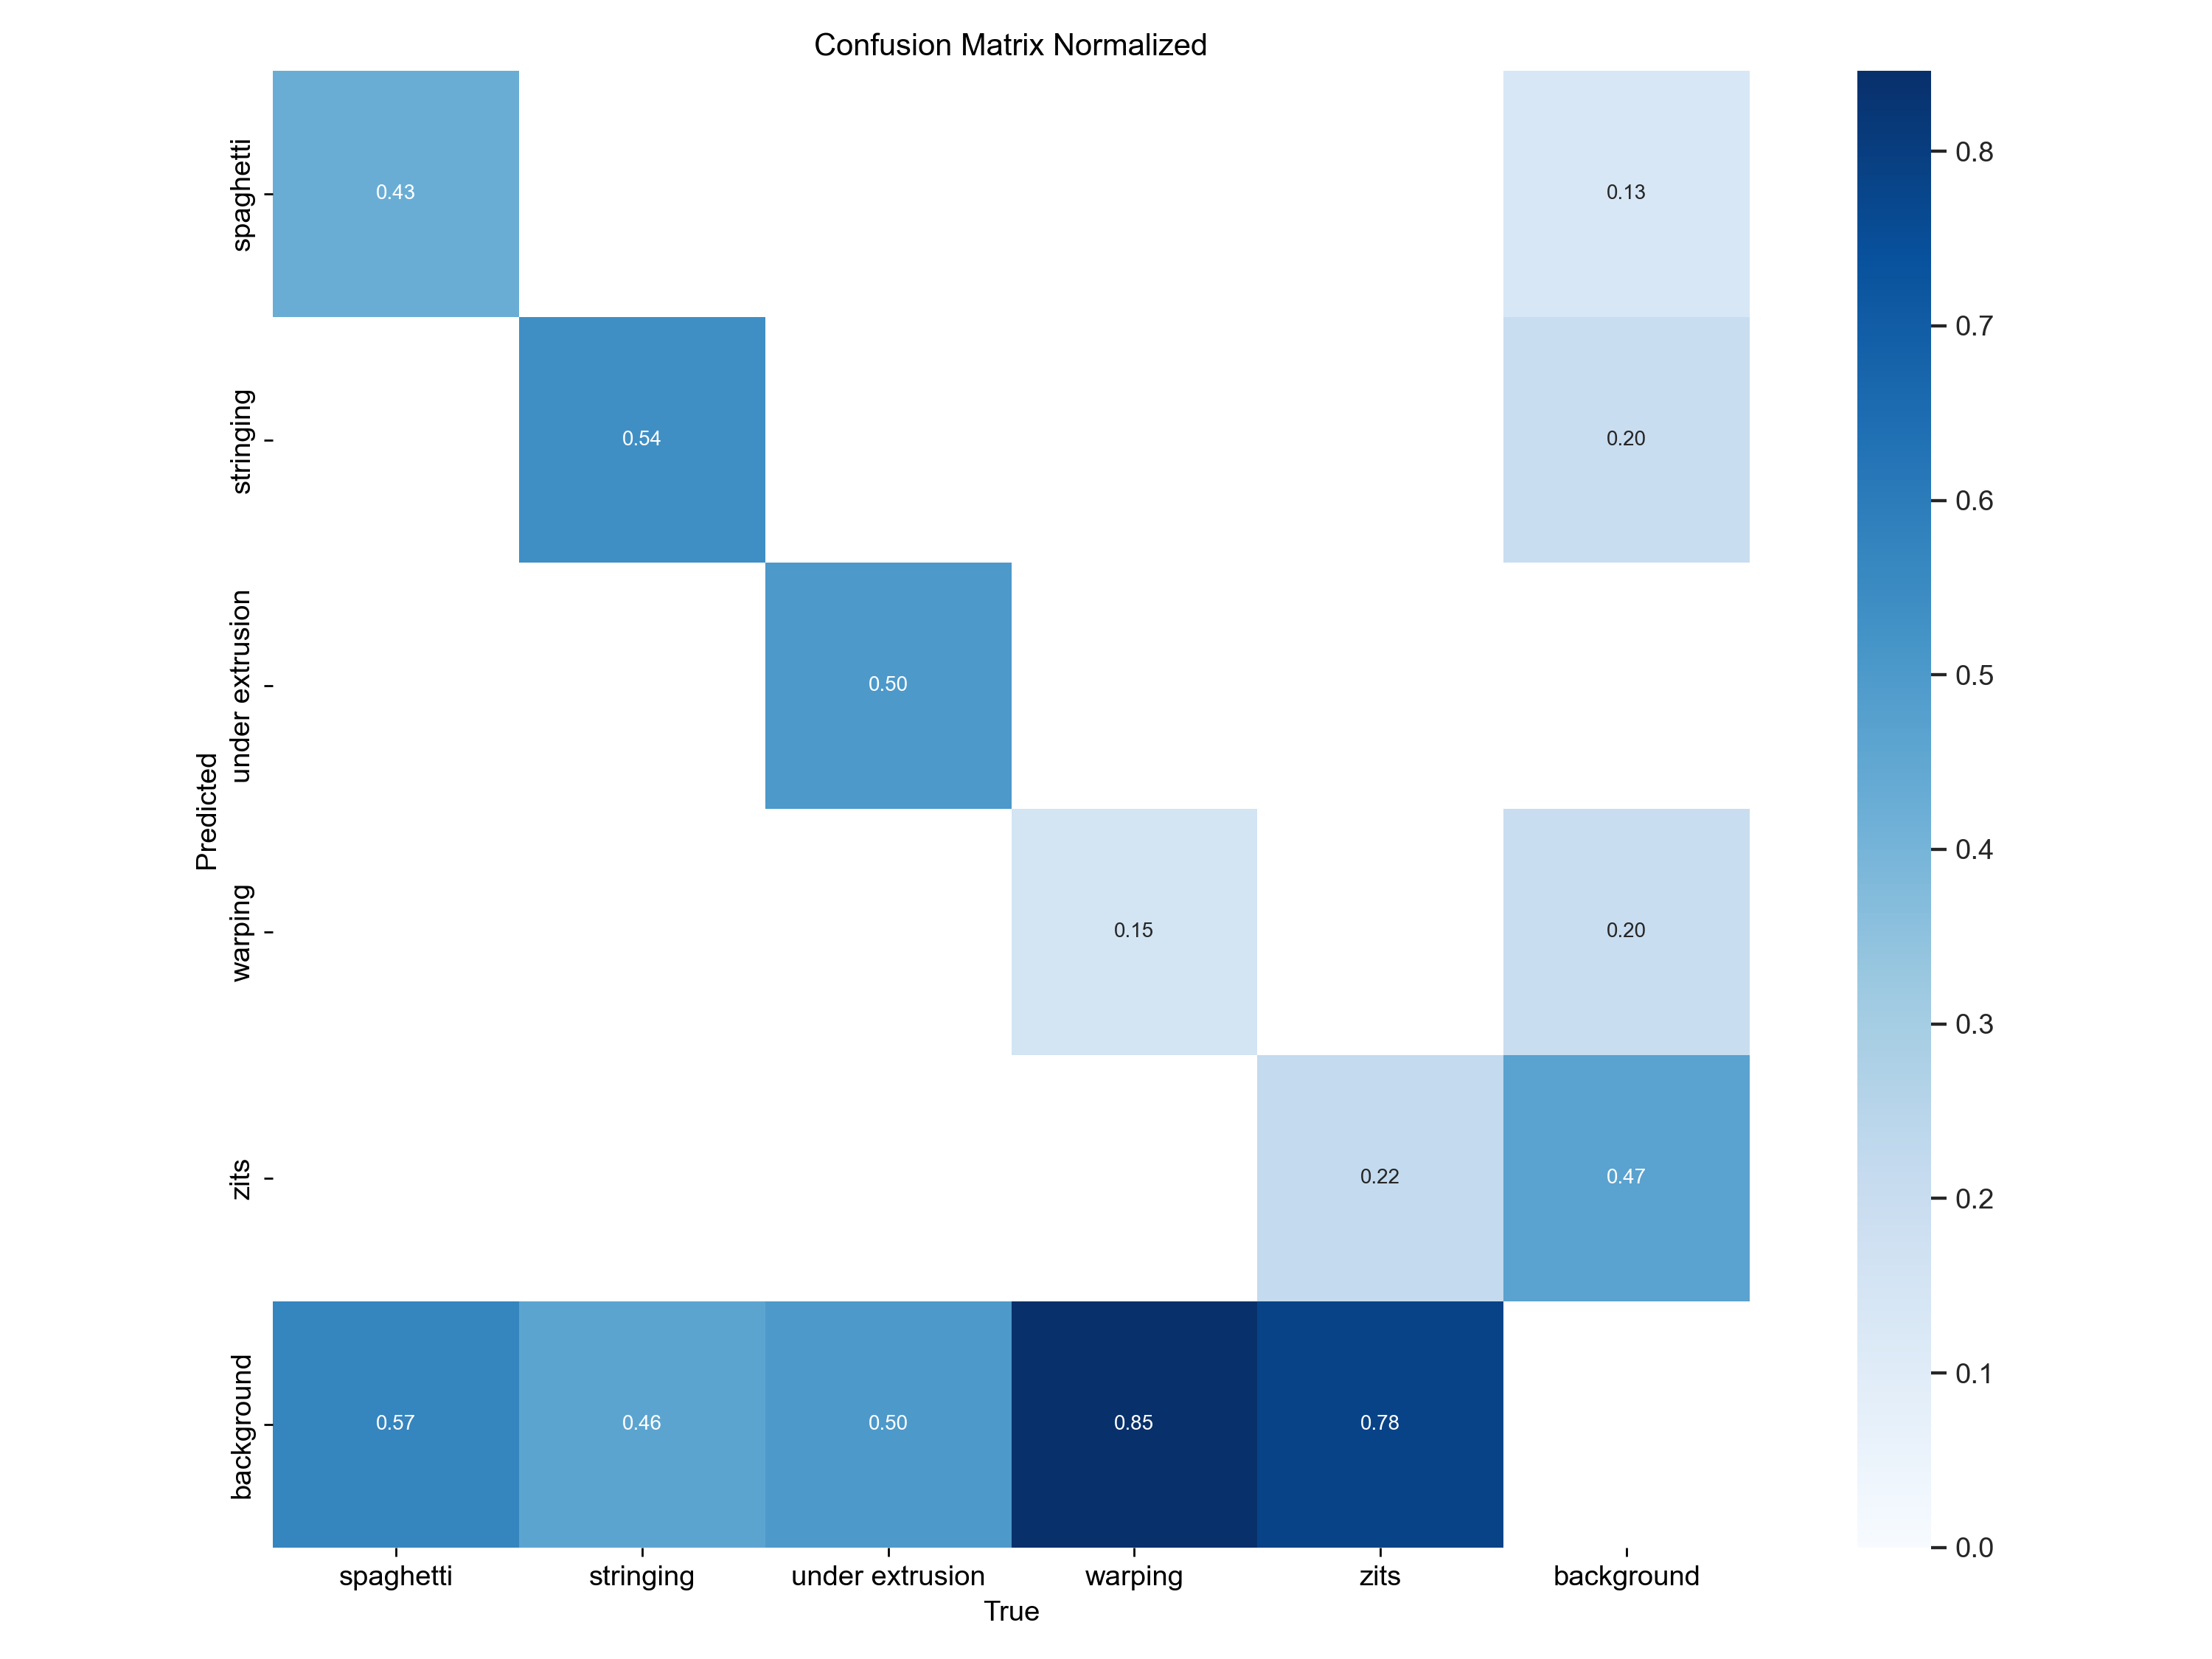 Confusion Matrix Normalized
spaghetti
0.43
0.13
0.8
stringing
0.54
0.20
0.7
0.6
under extrusion
0.50
0.5
Predicted
0.4
warping
0.15
0.20
0.3
zits
0.22
0.47
0.2
background
0.57
0.46
0.50
0.85
0.78
0.1
0.0
spaghetti
stringing
under extrusion
warping
zits
background
True